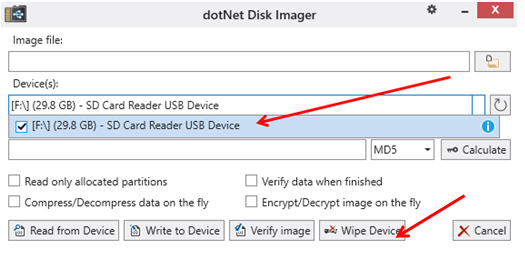 dotNet Disk Imager
Image file:
Device(s):
[F:\] (29.8 GB) - SD Card Reader USB Device
[F:\] (29.8 GB) - SD Card Reader USB Device
MD5 Calculate
Read only allocated partitions Verify data when finished
Compress/Decompress data on the fly Encrypt/Decrypt image on the fly
Read from Device Write to Device Verify image Wipe Device Cancel